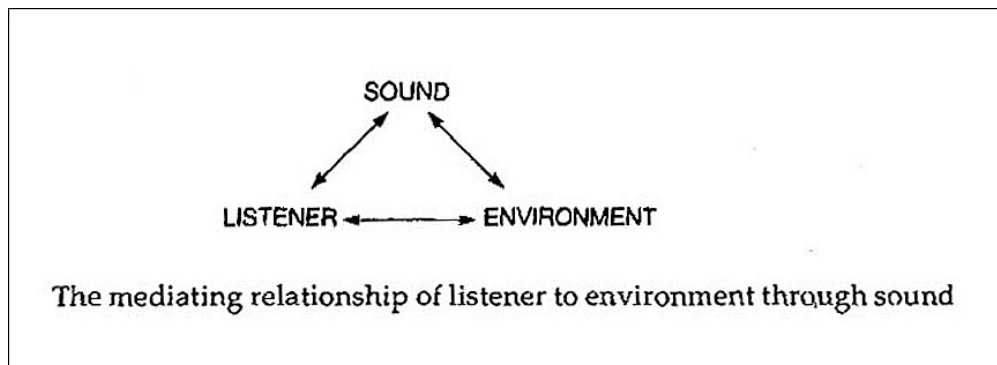 SOUND
LISTENER ENVIRONMENT
The mediating relationship of listener to environment through sound